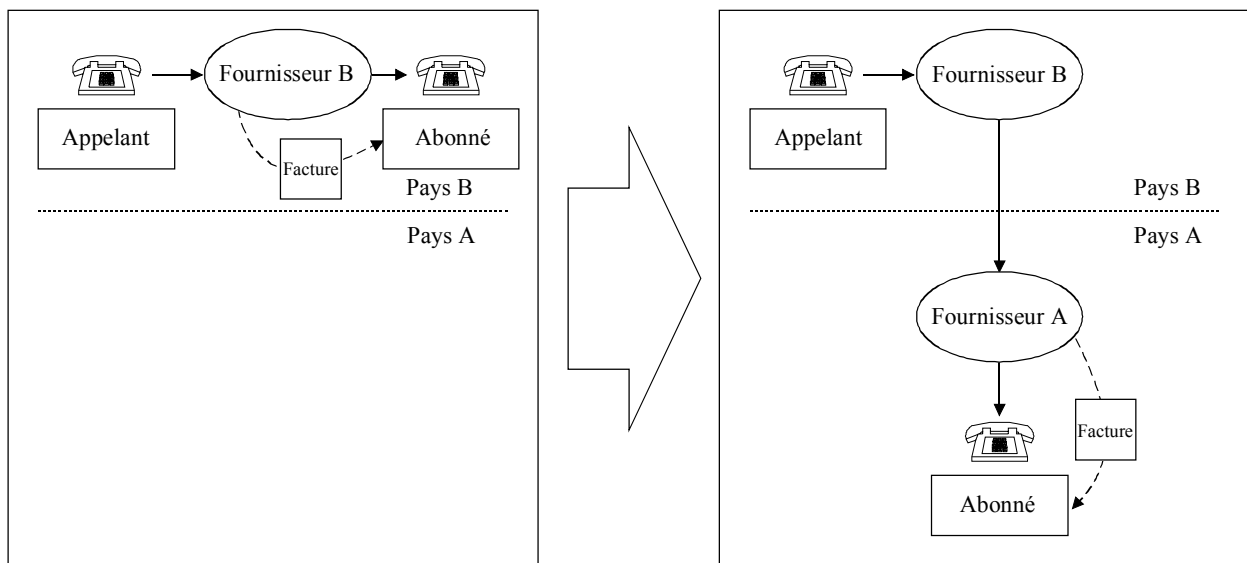 Fournisseur B
Appelant
Abonné
Facture
Pays B
Pays A
Fournisseur B
Appelant
Pays B
Pays A
Fournisseur A
Facture
Abonné